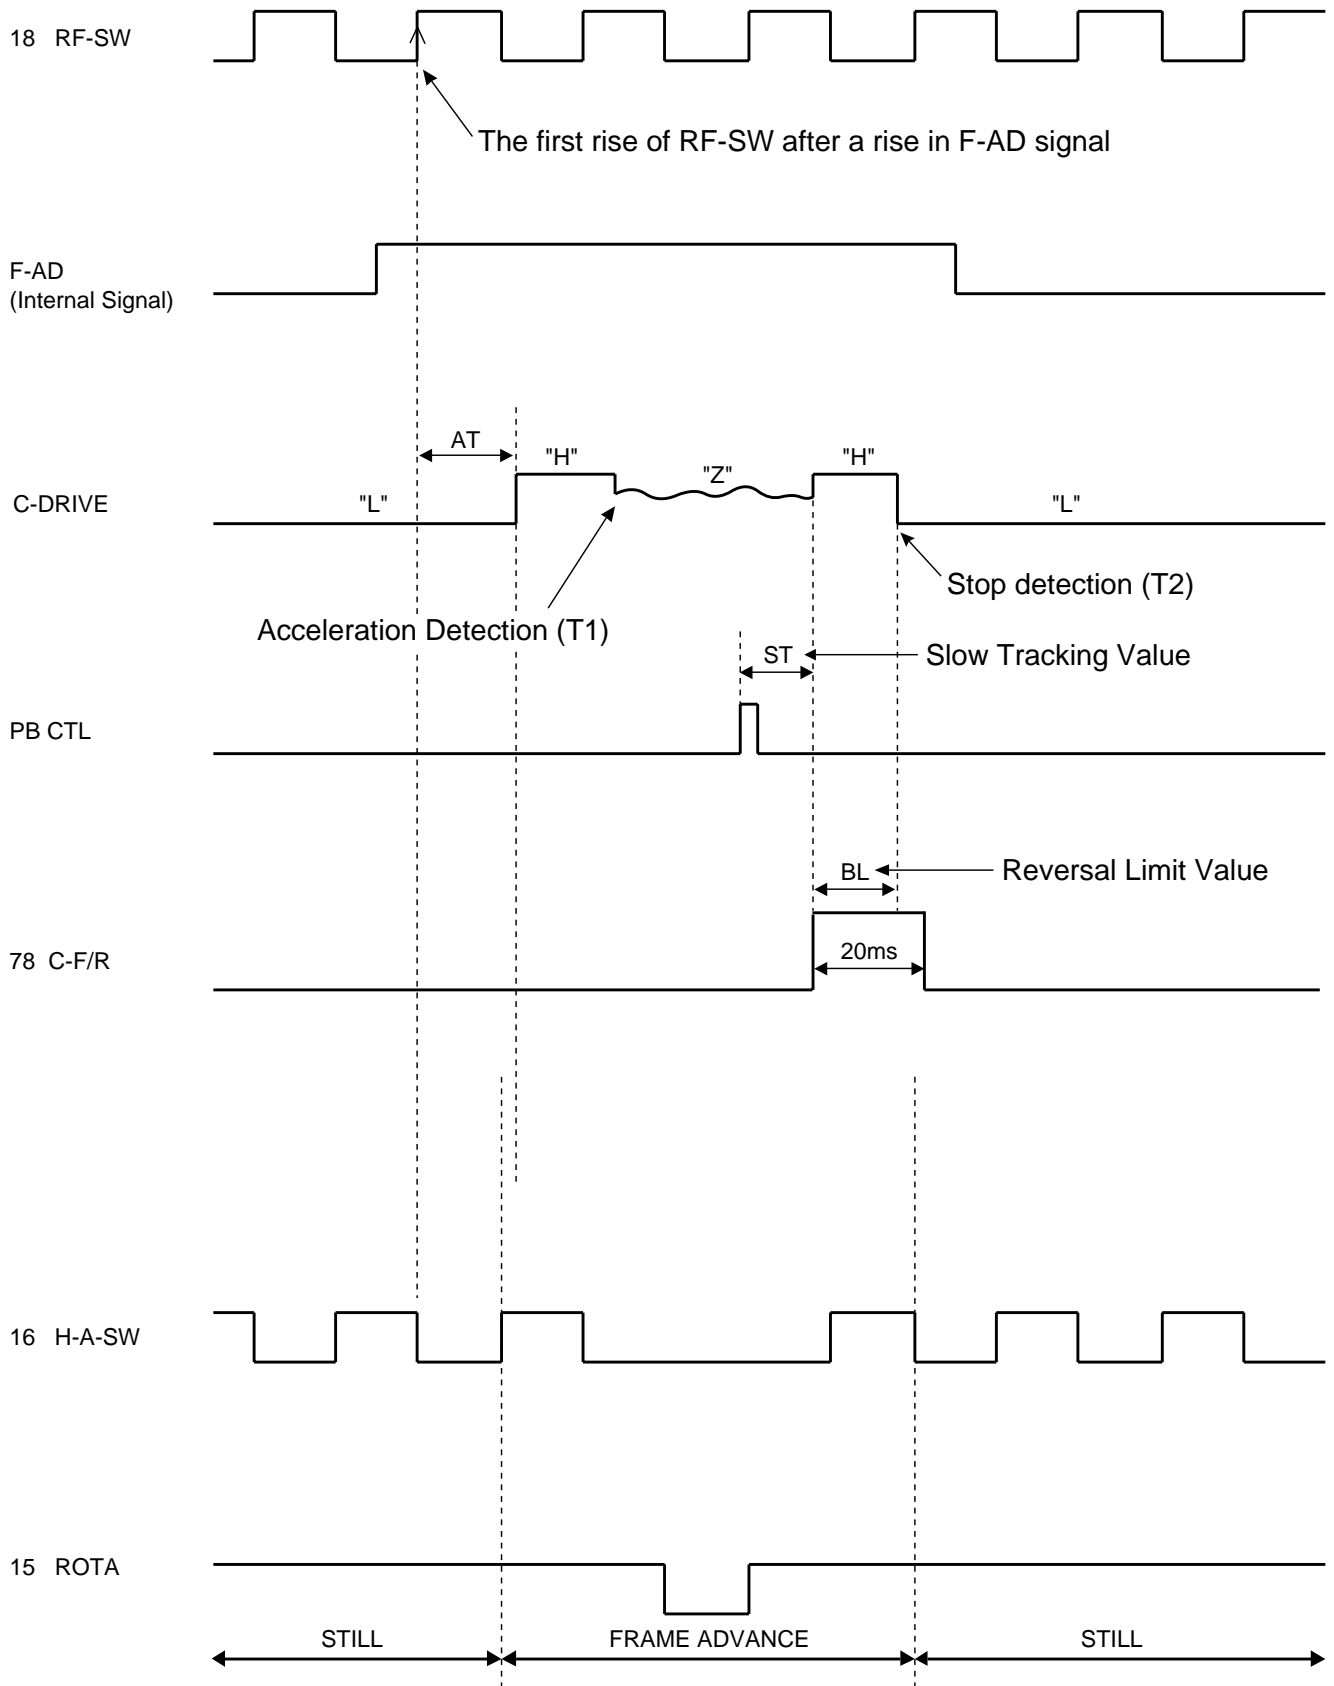 18 RF-SW
The first rise of RF-SW after a rise in F-AD signal
F-AD
(Internal Signal)
AT
"H"
"Z"
"H"
C-DRIVE
"L"
"L"
Stop detection (T2)
Acceleration Detection (T1)
ST
Slow Tracking Value
PB CTL
BL
Reversal Limit Value
78 C-F/R
20ms
16 H-A-SW
15 ROTA
STILL
FRAME ADVANCE
STILL